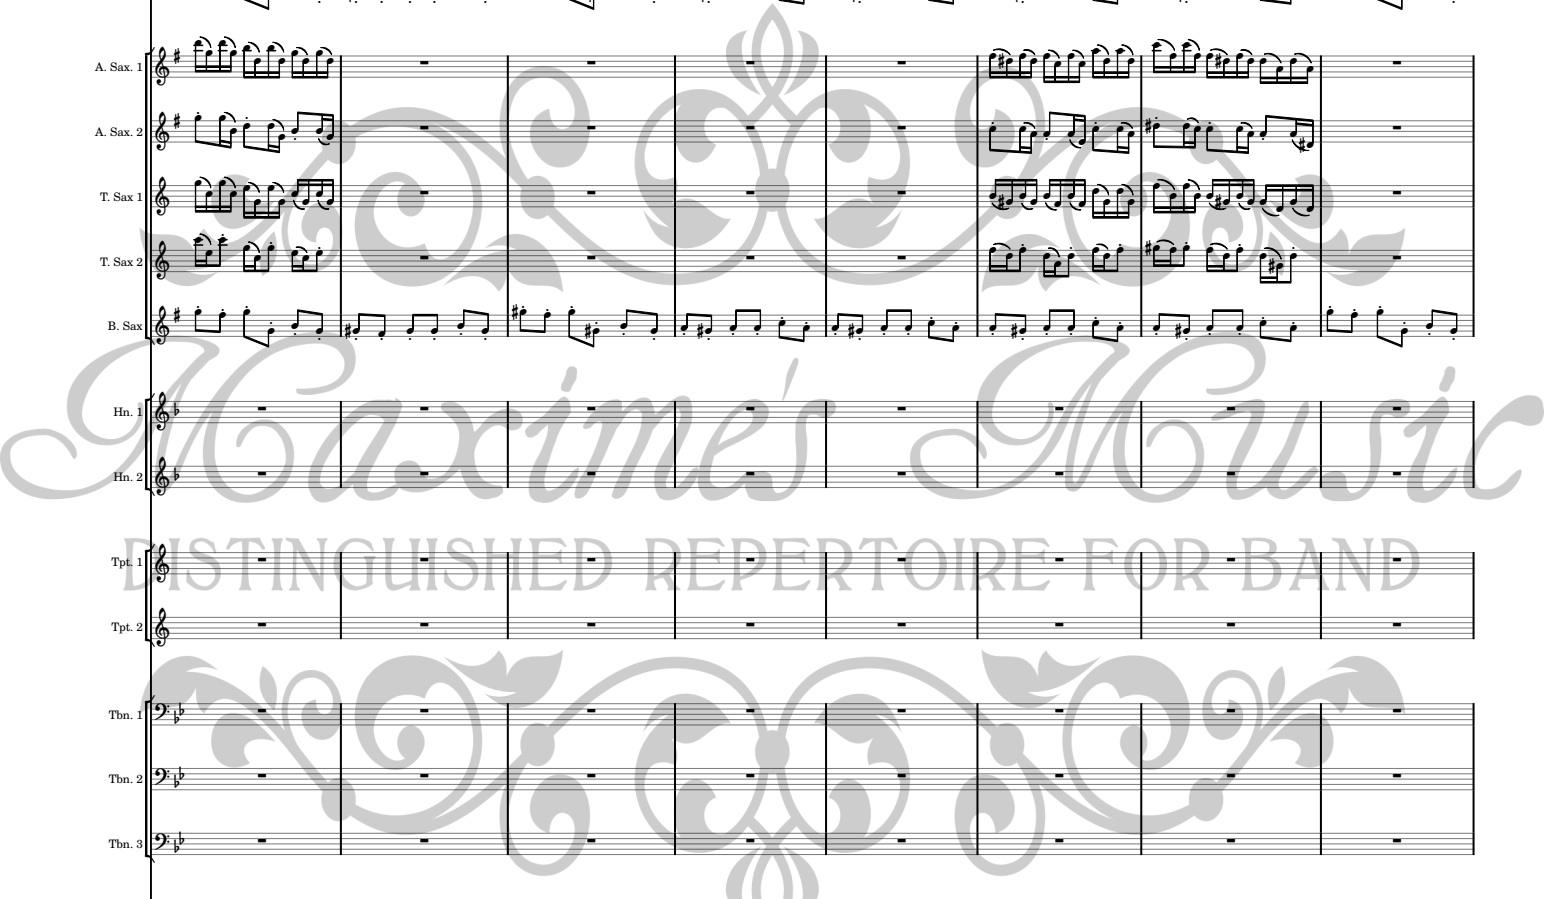 A. Sax. 1
A. Sax. 2
T. Sax 1
T. Sax 2
B. Sax
Maxime's Music
Hn. 1
Hn. 2
DISTINGUISHED REPERTOIRE FOR BAND
Tpt. 1
Tpt. 2
Tbn. 1
Tbn. 2
Tbn. 3